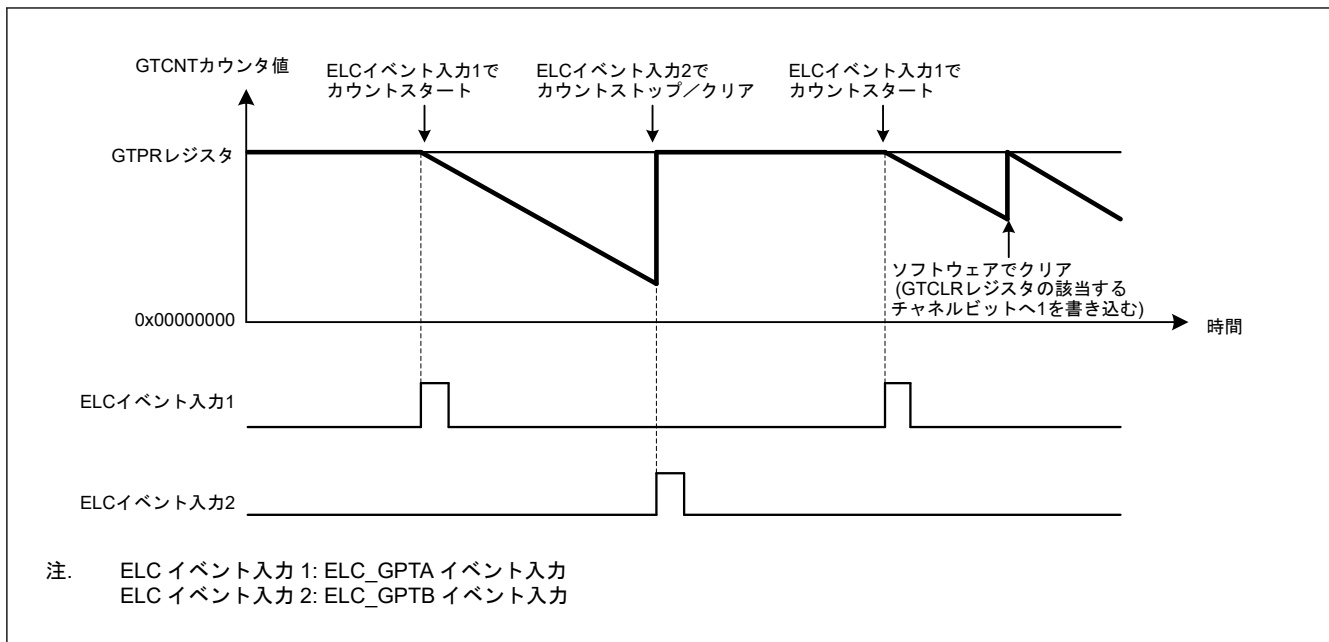 GTCNTカウンタ値
ELCイベント入力1で
カウントスタート
ELCイベント入力2で
カウントストップ／クリア
ELCイベント入力1で
カウントスタート
GTPRレジスタ
ソフトウェアでクリア
(GTCLRレジスタの該当する
チャネルビットへ1を書き込む)
0x00000000
時間
ELCイベント入力1
ELCイベント入力2
注. ELC イベント入力 1: ELC_GPTA イベント入力
ELC イベント入力 2: ELC_GPTB イベント入力